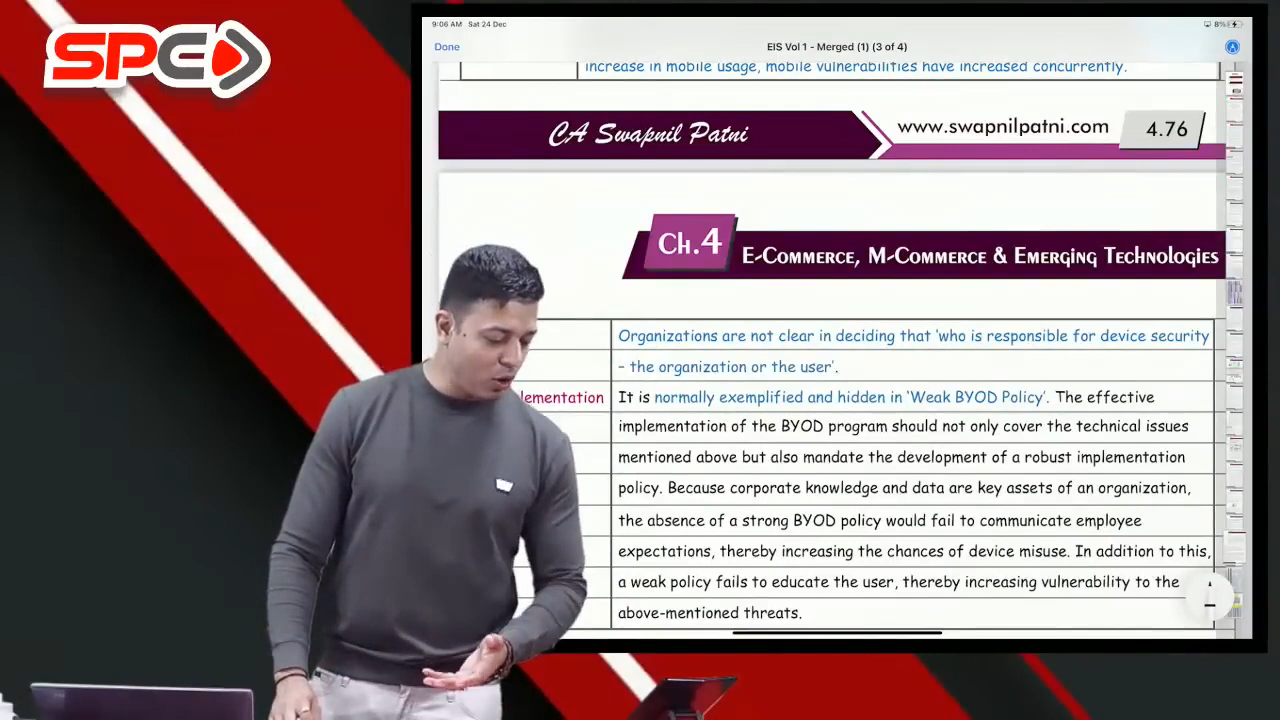 SPC
9:06 AM Sat 24 Dec
8%
Done
EIS Vol 1 - Merged (1) (3 of 4)
increase in mobile usage, mobile vulnerabilities have increased concurrently.
CA Swapnil Patni
www.swapnilpatni.com
4.76
Ch.4
E-Commerce, M-Commerce & Emerging Technologies
Organizations are not clear in deciding that 'who is responsible for device security
- the organization or the user'.
lementation
It is normally exemplified and hidden in 'Weak BYOD Policy'. The effective
implementation of the BYOD program should not only cover the technical issues
mentioned above but also mandate the development of a robust implementation
policy. Because corporate knowledge and data are key assets of an organization,
the absence of a strong BYOD policy would fail to communicate employee
expectations, thereby increasing the chances of device misuse. In addition to this,
a weak policy fails to educate the user, thereby increasing vulnerability to the
above-mentioned threats.